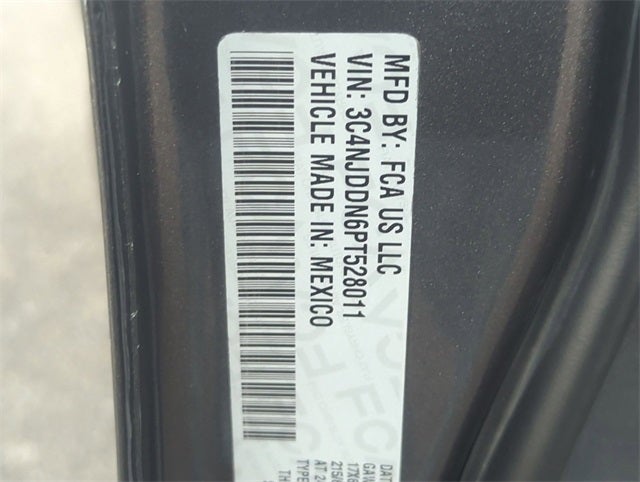 MFD BY: FCA US LLC
VIN: 3C4NJDDN6PT528011
VEHICLE MADE IN: MEXICO